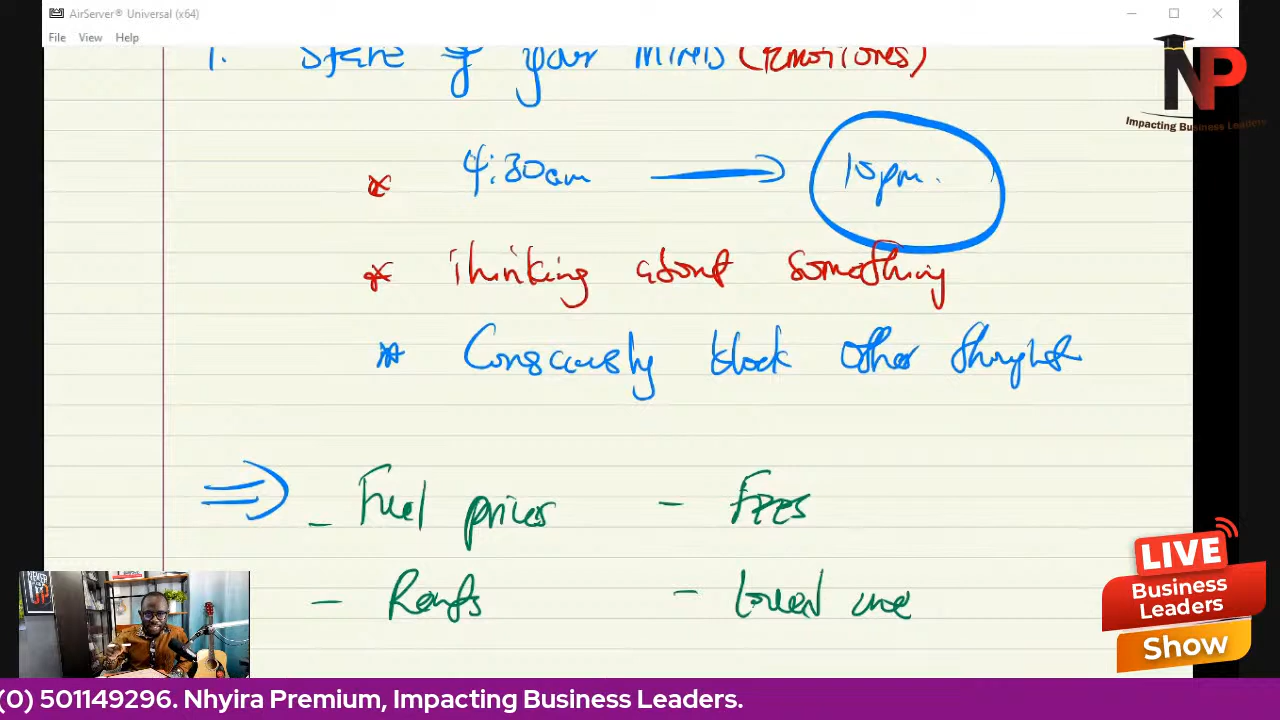 AirServer® Universal (x64)
File View Help
1. State of your mind (Emotions)
NP
Impacting Business Leaders
* 4:30am → 10pm.
* Thinking about something
* Consciously block other thoughts
⇒ - Fuel prices - Fees
- Rents - Loved one
LIVE
Business
Leaders
Show
(0) 501149296. Nhyira Premium, Impacting Business Leaders.